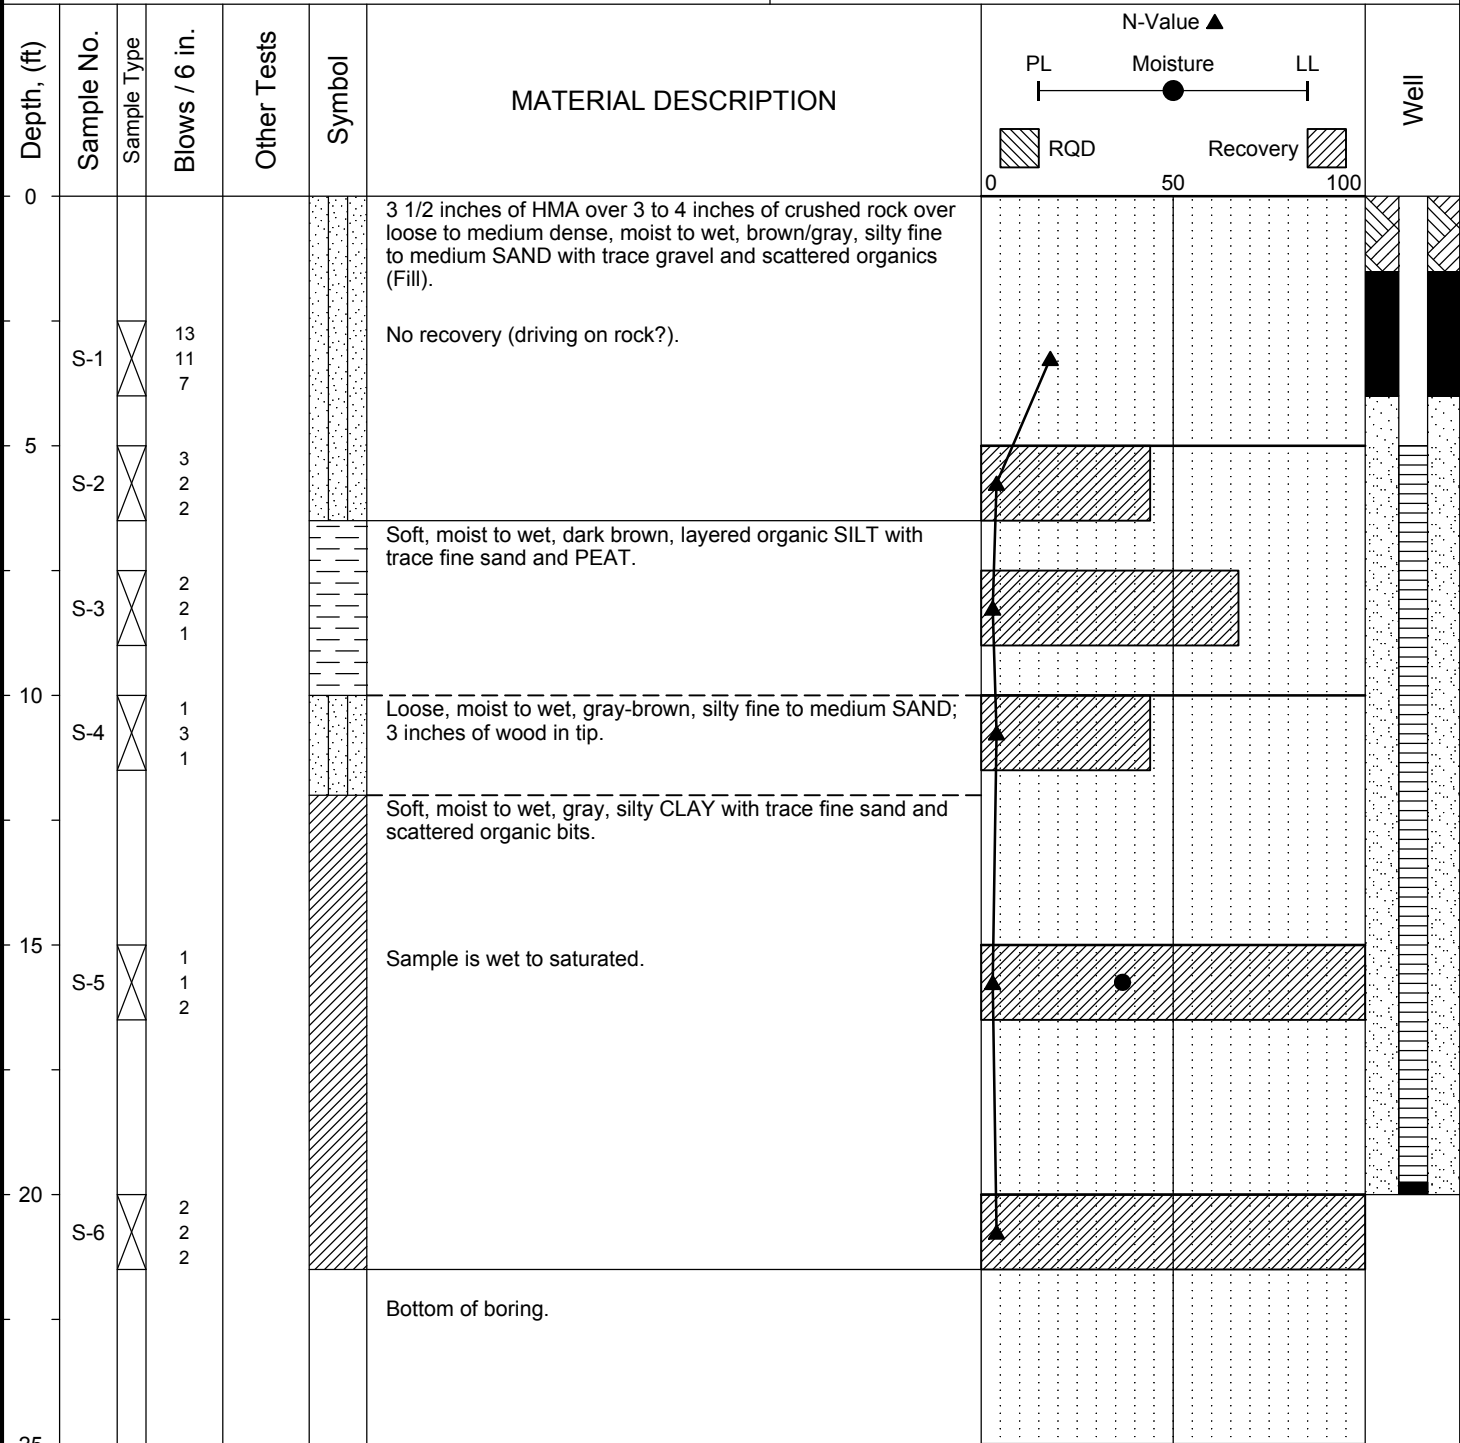 Depth, (ft)
Sample No.
Sample Type
Blows / 6 in.
Other Tests
Symbol
MATERIAL DESCRIPTION
N-Value
PL Moisture LL
RQD Recovery
0 50 100
Well
0
3 1/2 inches of HMA over 3 to 4 inches of crushed rock over
loose to medium dense, moist to wet, brown/gray, silty fine
to medium SAND with trace gravel and scattered organics
(Fill).
13
No recovery (driving on rock?).
S-1 11
7
5
3
S-2 2
2
Soft, moist to wet, dark brown, layered organic SILT with
trace fine sand and PEAT.
2
S-3 2
1
10
1
Loose, moist to wet, gray-brown, silty fine to medium SAND;
S-4 3
3 inches of wood in tip.
1
Soft, moist to wet, gray, silty CLAY with trace fine sand and
scattered organic bits.
15
1
Sample is wet to saturated.
S-5 1
2
20
2
S-6 2
2
Bottom of boring.
25